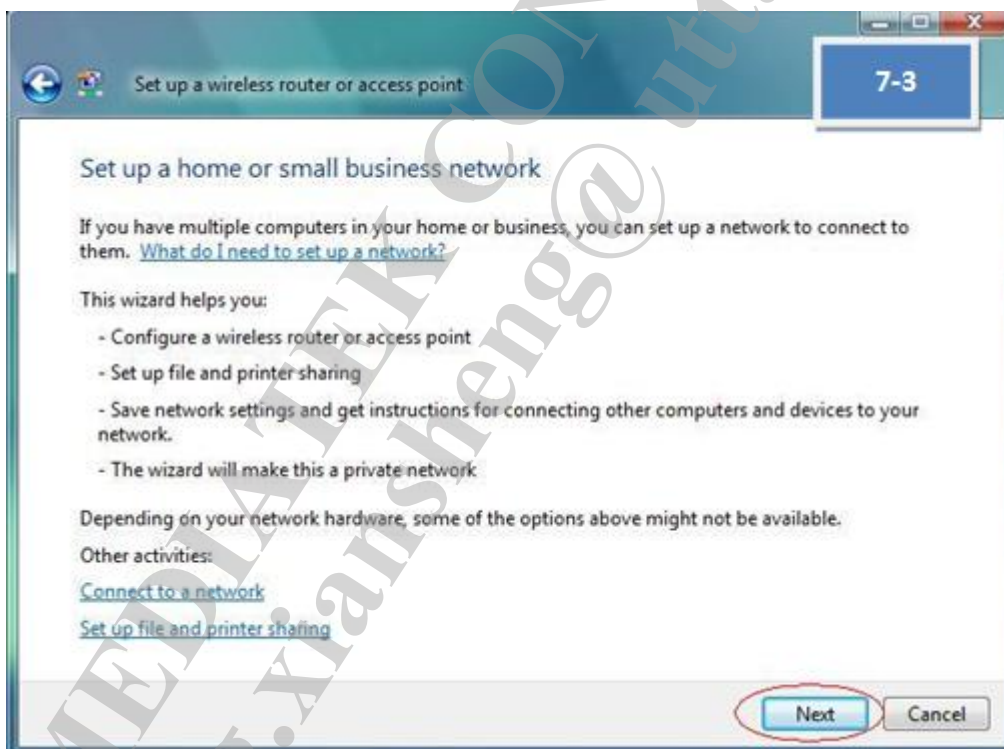 Set up a wireless router or access point
7-3
Set up a home or small business network
If you have multiple computers in your home or business, you can set up a network to connect to
them. What do I need to set up a network?
This wizard helps you:
- Configure a wireless router or access point
- Set up file and printer sharing
- Save network settings and get instructions for connecting other computers and devices to your
network.
- The wizard will make this a private network
Depending on your network hardware, some of the options above might not be available.
Other activities:
Connect to a network
Set up file and printer sharing
Next
Cancel
MEDIATEK CON
.xiansheng@